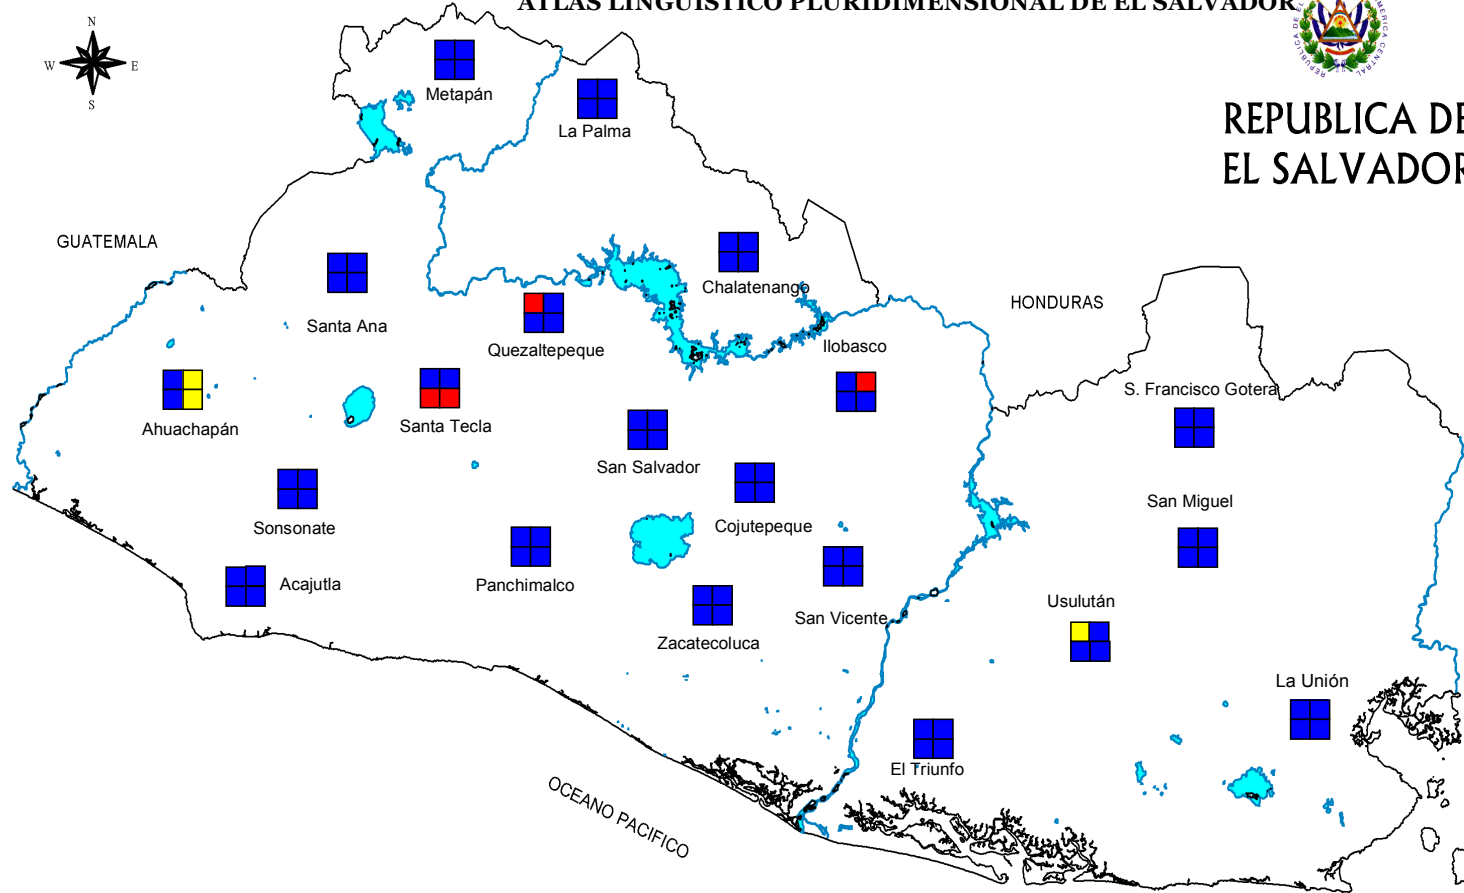 ATLAS LINGÜÍSTICO PLURIDIMENSIONAL DE EL SALVADOR
N
W
E
S
REPUBLICA DE
EL SALVADOR
Metapán
La Palma
GUATEMALA
Chalatenango
HONDURAS
Santa Ana
Quezaltepeque
Ilobasco
S. Francisco Gotera
Ahuachapán
Santa Tecla
San Salvador
San Miguel
Sonsonate
Cojutepeque
Acajutla
Panchimalco
Usulután
San Vicente
Zacatecoluca
La Unión
El Triunfo
OCEANO PACIFICO